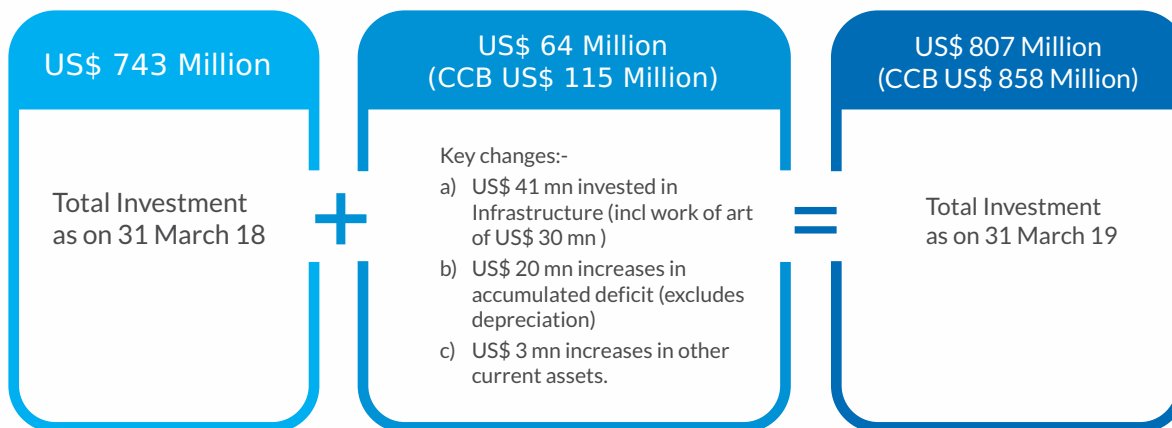 US$ 743 Million
Total Investment
as on 31 March 18
+
US$ 64 Million
(CCB US$ 115 Million)
Key changes:-
a) US$ 41 mn invested in
Infrastructure (incl work of art
of US$ 30 mn )
b) US$ 20 mn increases in
accumulated deficit (excludes
depreciation)
c) US$ 3 mn increases in other
current assets.
=
US$ 807 Million
(CCB US$ 858 Million)
Total Investment
as on 31 March 19